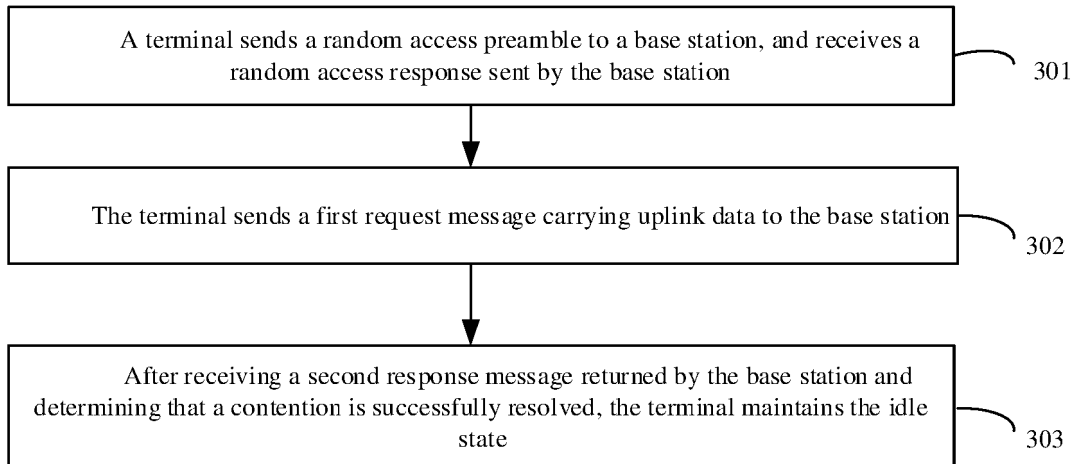 A terminal sends a random access preamble to a base station, and receives a
random access response sent by the base station
301
The terminal sends a first request message carrying uplink data to the base station
302
After receiving a second response message returned by the base station and
determining that a contention is successfully resolved, the terminal maintains the idle
state
303